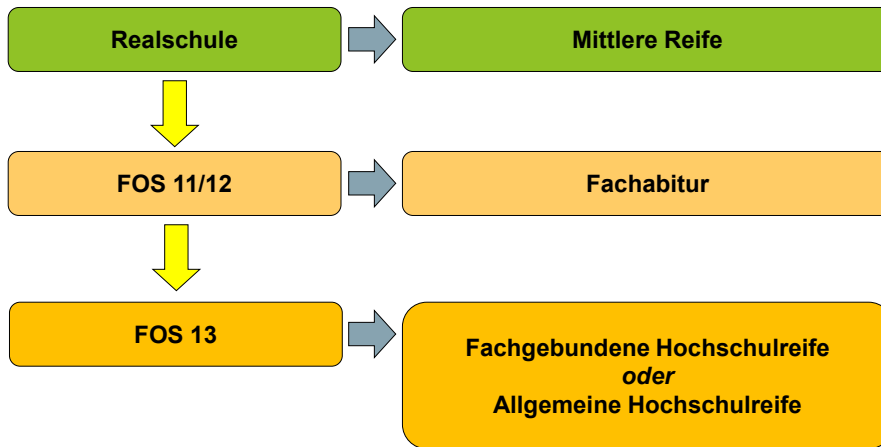 Realschule
Mittlere Reife
FOS 11/12
Fachabitur
FOS 13
Fachgebundene Hochschulreife
oder
Allgemeine Hochschulreife